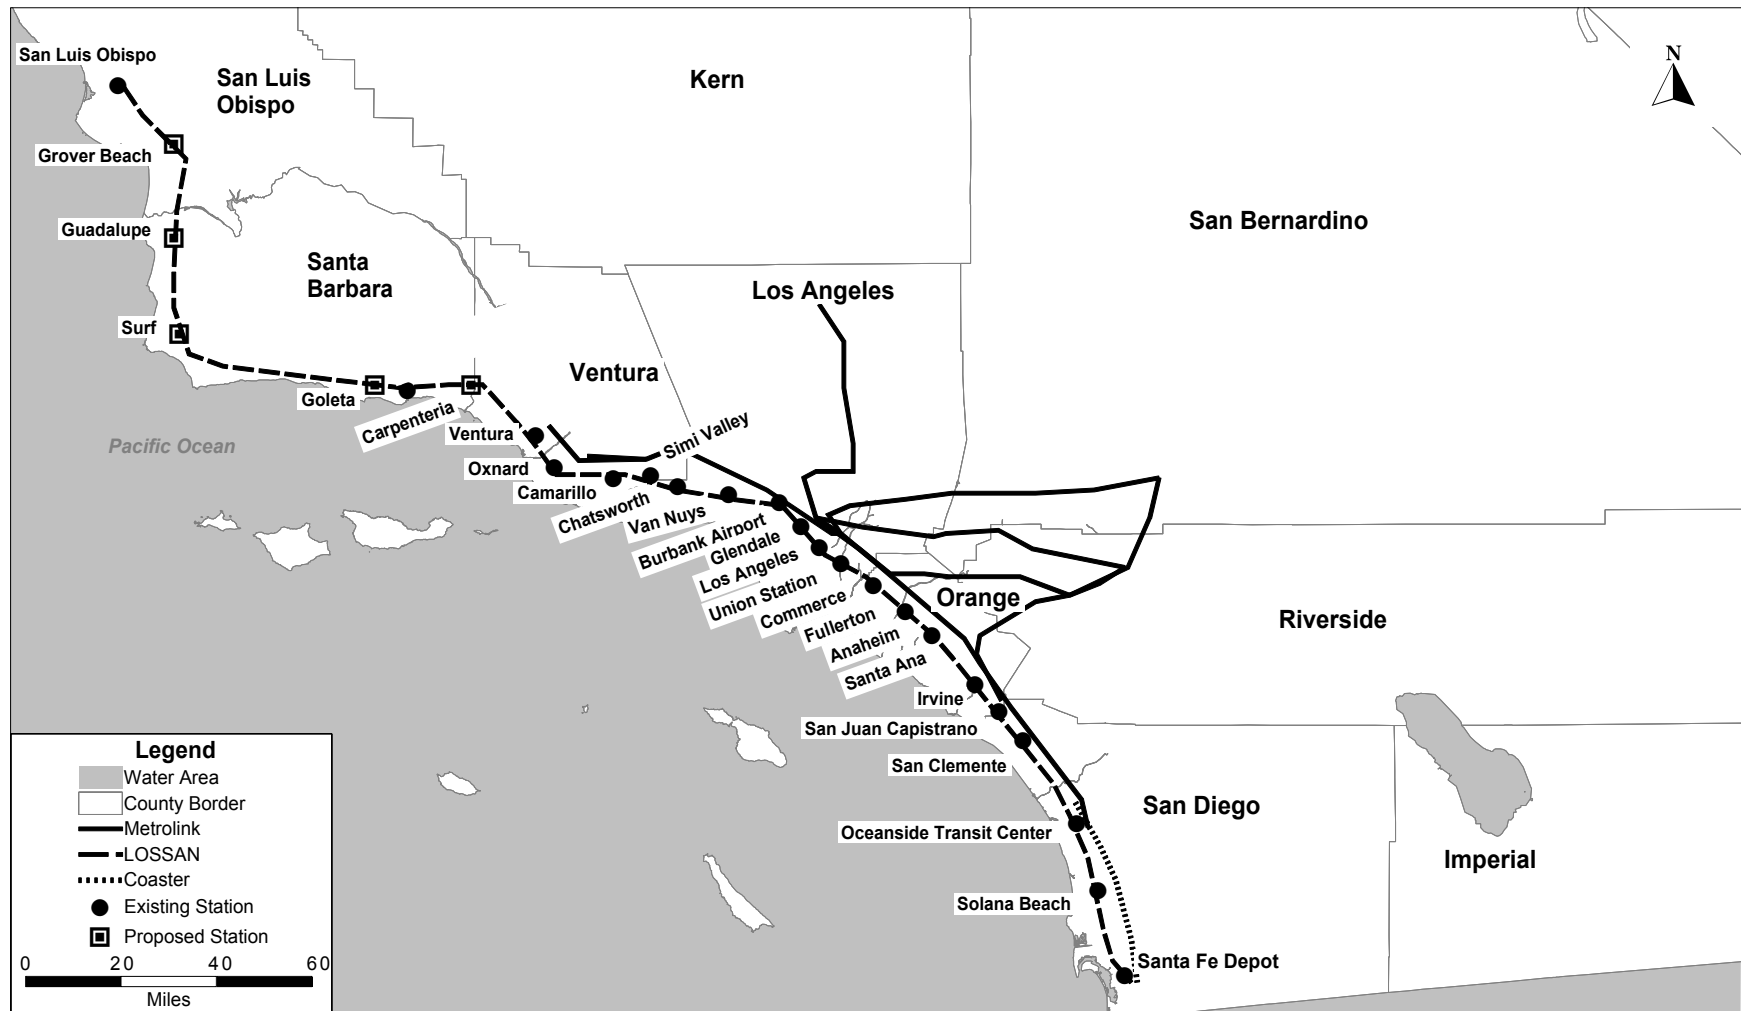 San Luis Obispo
San Luis
Obispo
Kern
N
Grover Beach
San Bernardino
Guadalupe
Santa
Barbara
Los Angeles
Surf
Ventura
Goleta
Carpenteria
Ventura
Simi Valley
Pacific Ocean
Oxnard
Camarillo
Chatsworth
Van Nuys
Burbank Airport
Glendale
Los Angeles
Union Station
Commerce
Orange
Fullerton
Riverside
Anaheim
Santa Ana
Irvine
San Juan Capistrano
San Clemente
San Diego
Oceanside Transit Center
Imperial
Solana Beach
Santa Fe Depot
Legend
Water Area
County Border
Metrolink
LOSSAN
Coaster
Existing Station
Proposed Station
0 20 40 60
Miles